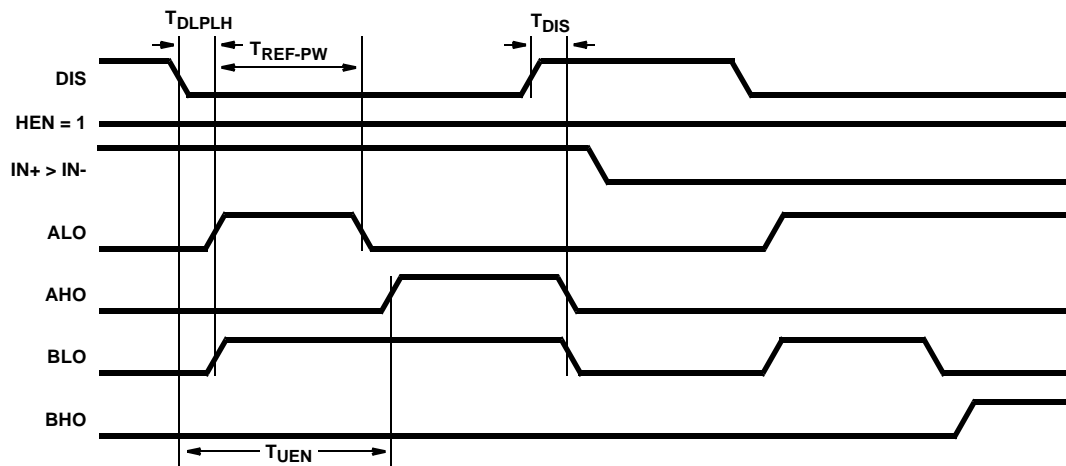 TDLPLH
TREF-PW
TDIS
DIS
HEN = 1
IN+ > IN-
ALO
AHO
BLO
BHO
TUEN